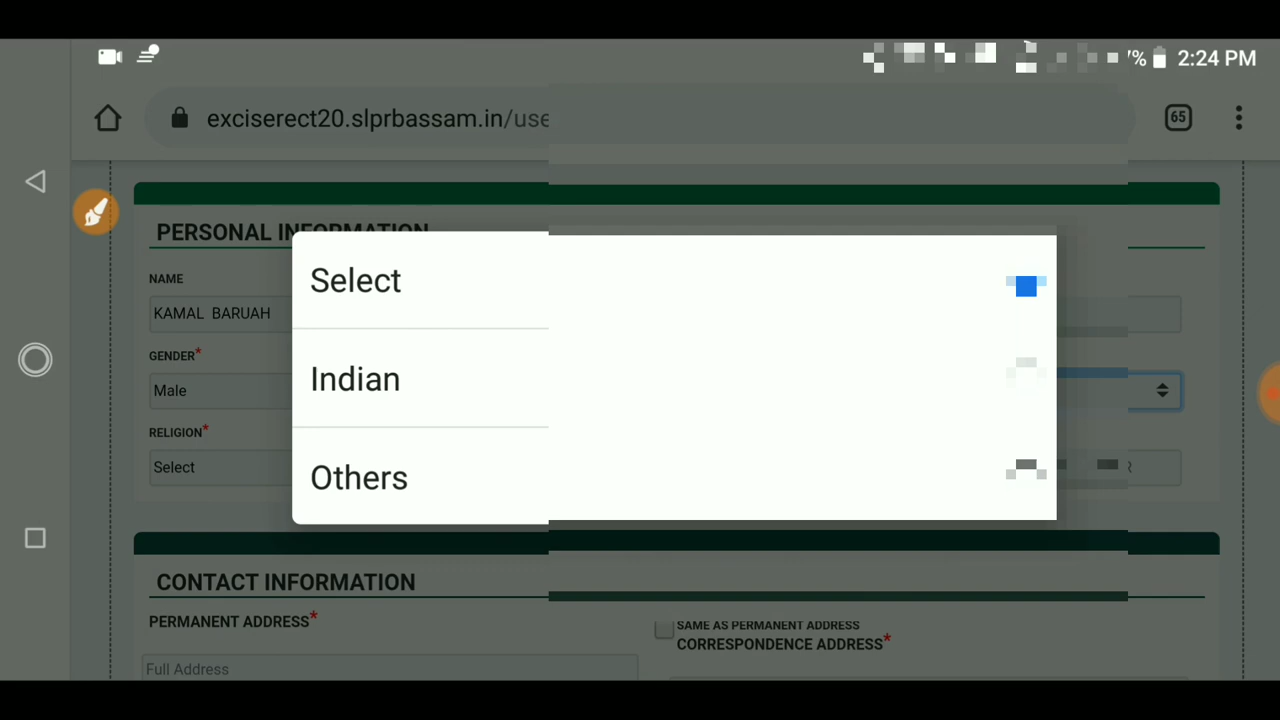 % 2:24 PM
exciserect20.slprbassam.in/use
65
PERSONAL INFORMATION
NAME
KAMAL BARUAH
GENDER*
Male
RELIGION*
Select
Select
Indian
Others
CONTACT INFORMATION
PERMANENT ADDRESS*
Full Address
SAME AS PERMANENT ADDRESS
CORRESPONDENCE ADDRESS*